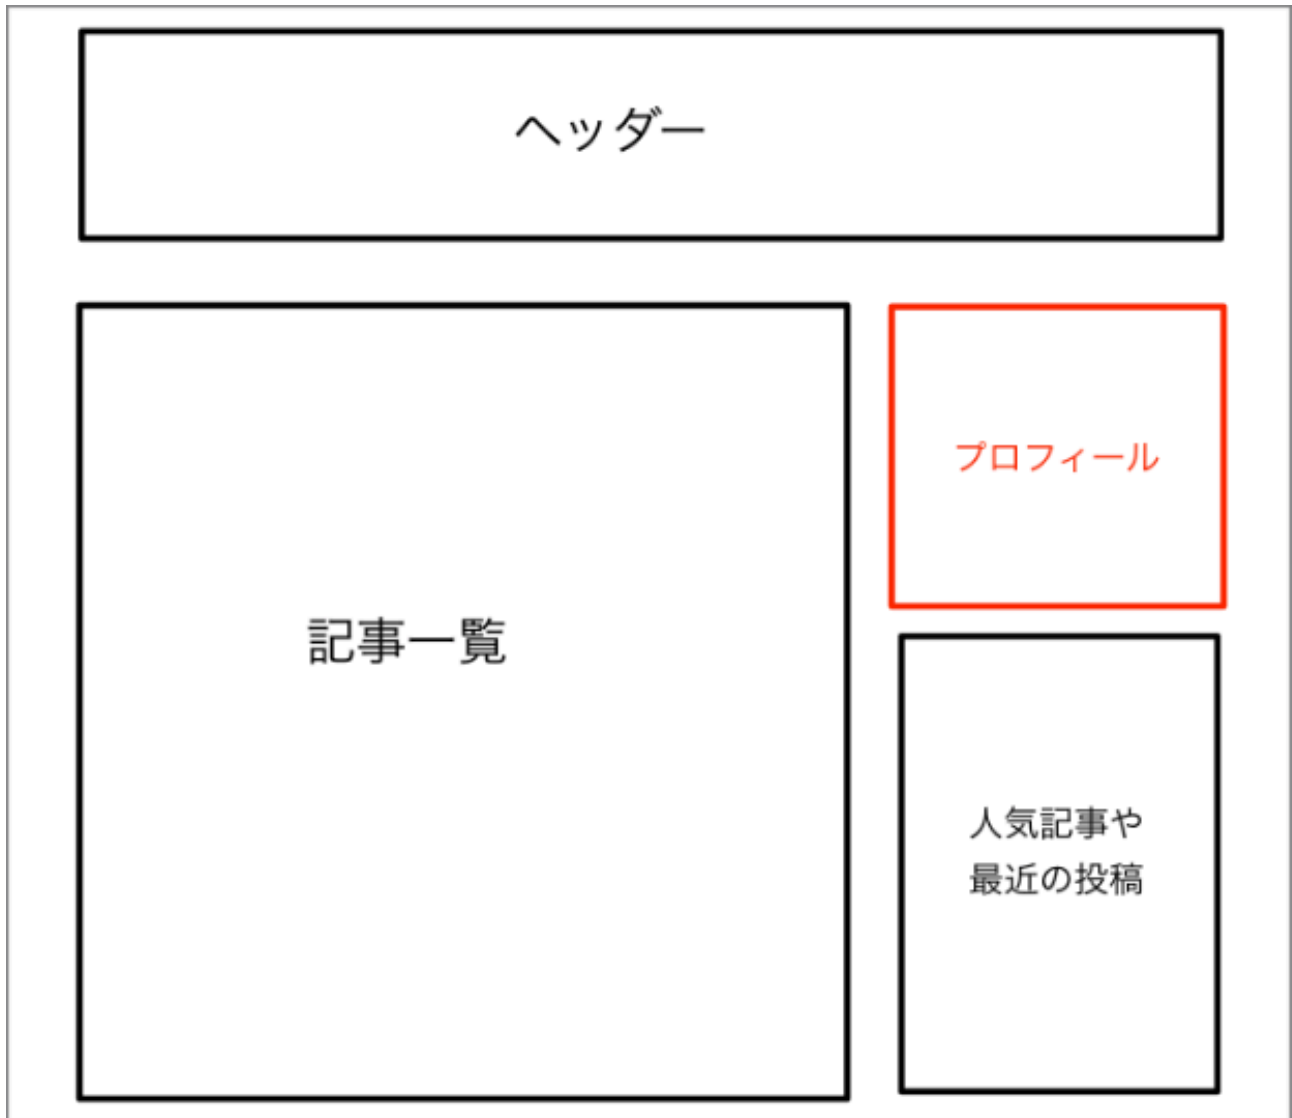 ヘッダー
記事一覧
プロフィール
人気記事や
最近の投稿